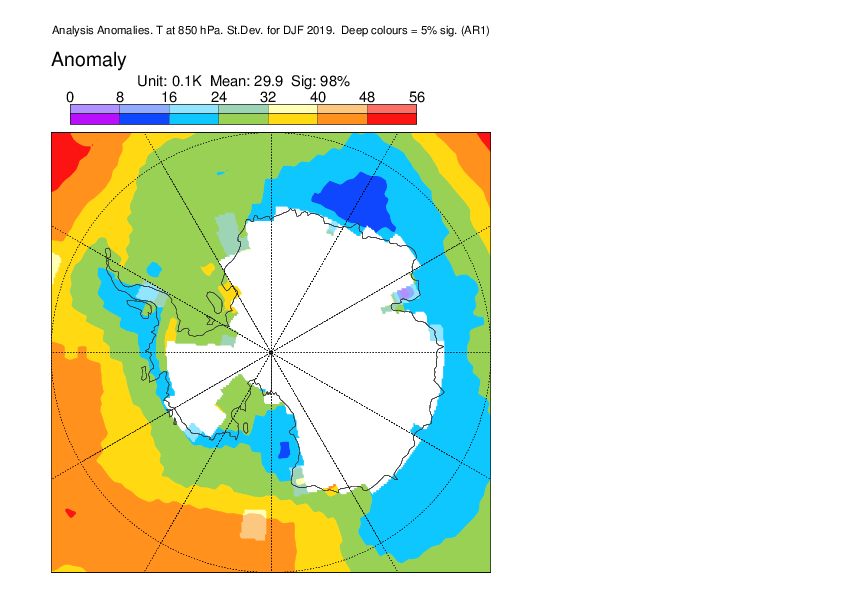 Analysis Anomalies. T at 850 hPa. St.Dev. for DJF 2019.  Deep colours = 5% sig. (AR1)
Anomaly
Unit: 0.1K  Mean: 29.9  Sig: 98%
0 8 16 24 32 40 48 56